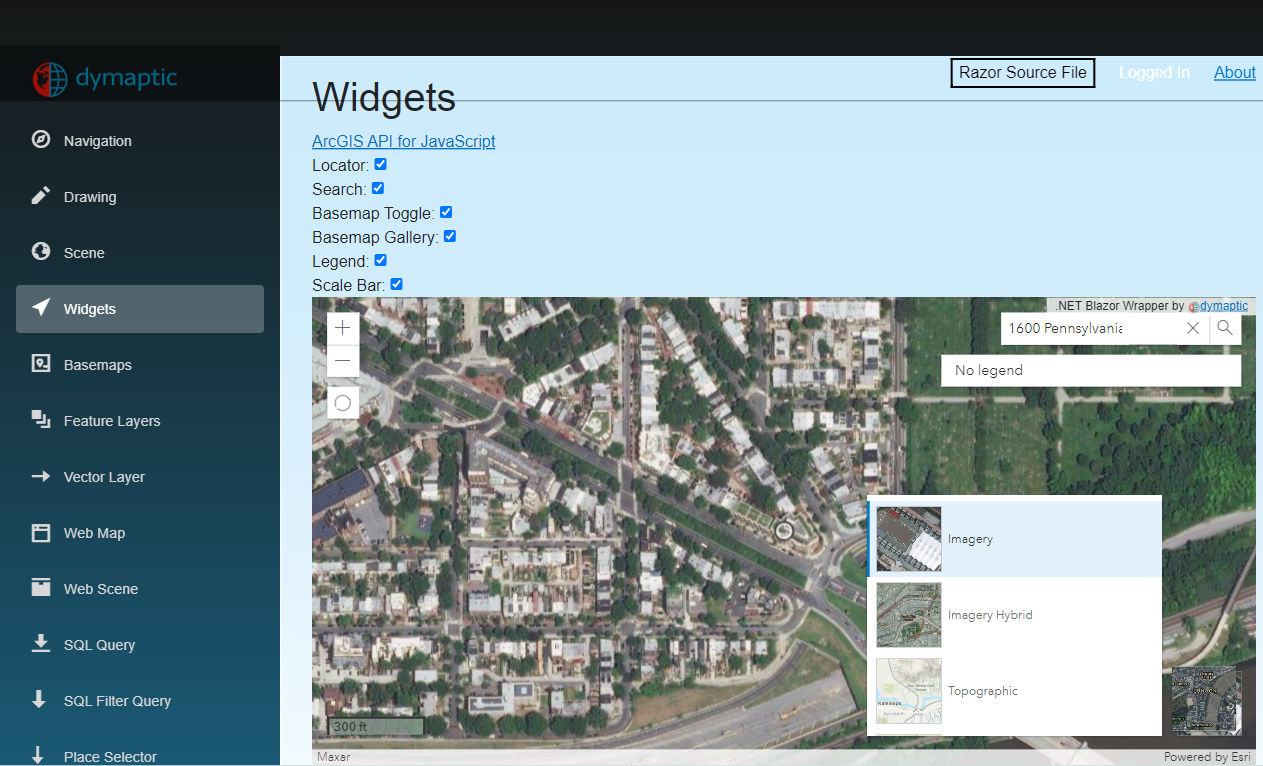 dymaptic
Razor Source File
Logged In
About
Widgets
Navigation
Drawing
Scene
Widgets
Basemaps
Feature Layers
Vector Layer
Web Map
Web Scene
SQL Query
SQL Filter Query
Place Selector
ArcGIS API for JavaScript
Locator:
Search:
Basemap Toggle:
Basemap Gallery:
Legend:
Scale Bar:
.NET Blazor Wrapper by dymaptic
1600 Pennsylvania
No legend
Imagery
Imagery Hybrid
Topographic
Kamloops
300 ft
Maxar
Powered by Esri